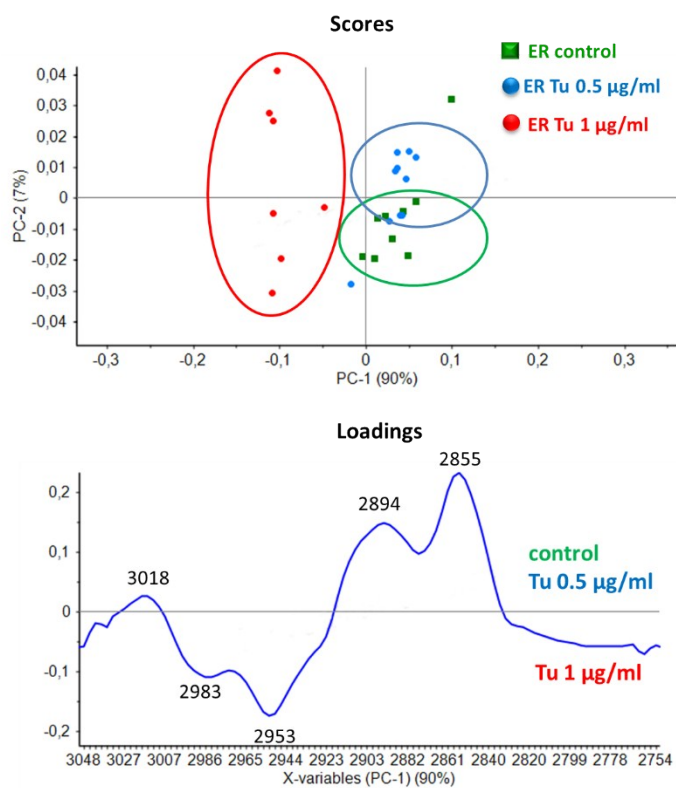 Scores
ER control
ER Tu 0.5 µg/ml
ER Tu 1 µg/ml
0,04
0,03
0,02
0,01
0
-0,01
-0,02
-0,03
-0,04
PC-2 (7%)
-0,3 -0,2 -0,1 0 0,1 0,2 0,3
PC-1 (90%)
Loadings
2855
2894
3018
2983
2953
control
Tu 0.5 µg/ml
Tu 1 µg/ml
0,2
0,1
0
-0,1
-0,2
3048 3027 3007 2986 2965 2944 2923 2903 2882 2861 2840 2820 2799 2778 2754
X-variables (PC-1) (90%)